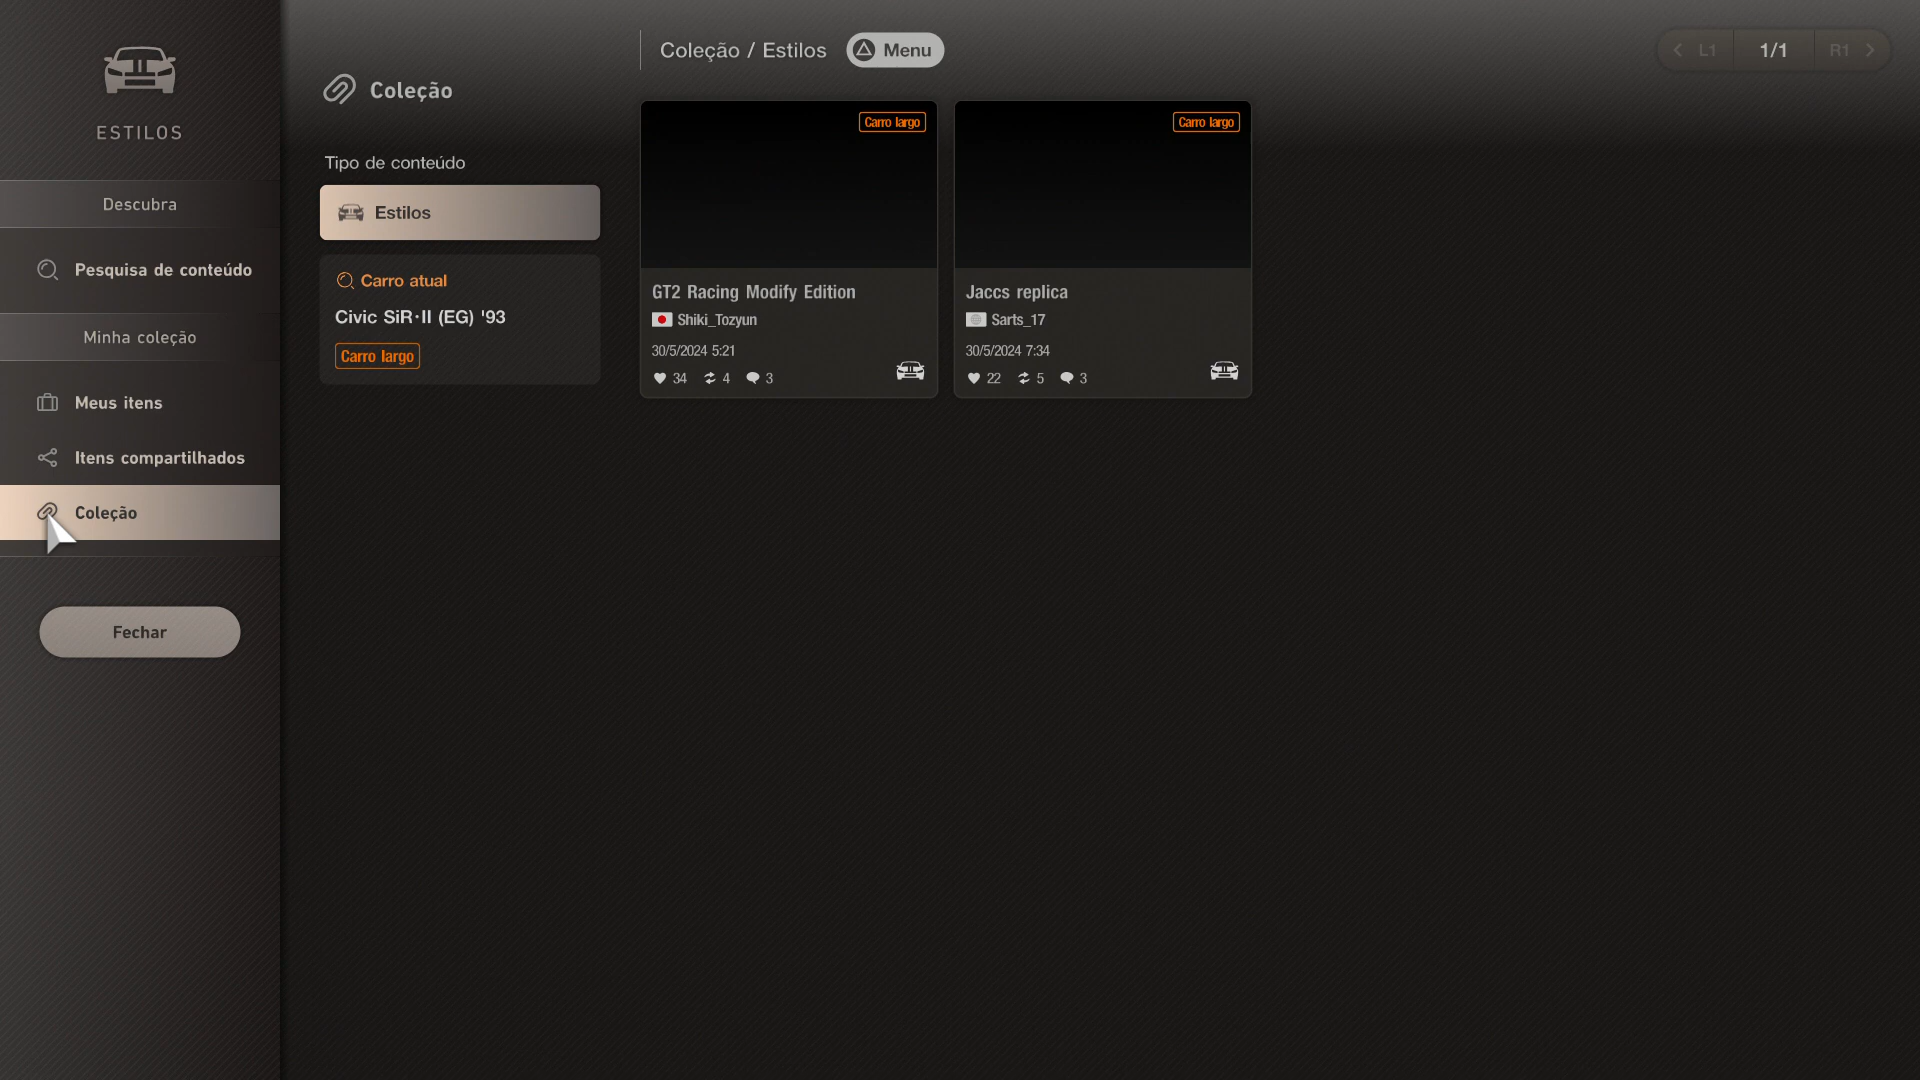 ESTILOS
Descubra
Pesquisa de conteúdo
Minha coleção
Meus itens
Itens compartilhados
Coleção
Fechar
Coleção
Tipo de conteúdo
Estilos
Carro atual
Civic SiR·II (EG) '93
Carro largo
Coleção / Estilos
Menu
L1
1/1
R1
Carro largo
GT2 Racing Modify Edition
Shiki_Tozyun
30/5/2024 5:21
34 4 3
Carro largo
Jaccs replica
Sarts_17
30/5/2024 7:34
22 5 3